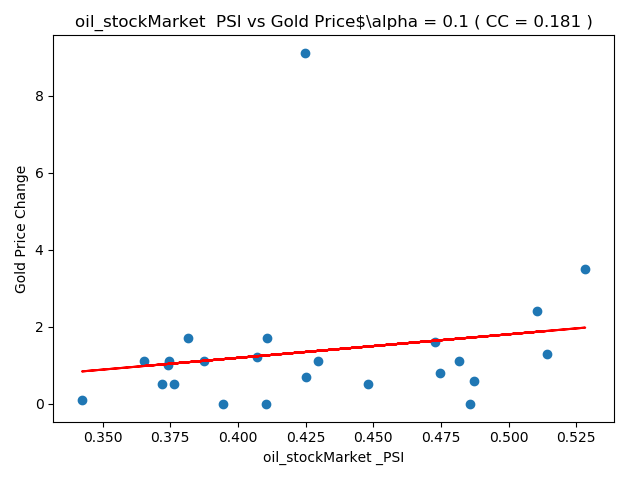 oil_stockMarket  PSI vs Gold Price$\alpha = 0.1 ( CC = 0.181 )
Gold Price Change
8
6
4
2
0
0.350 0.375 0.400 0.425 0.450 0.475 0.500 0.525
oil_stockMarket _PSI